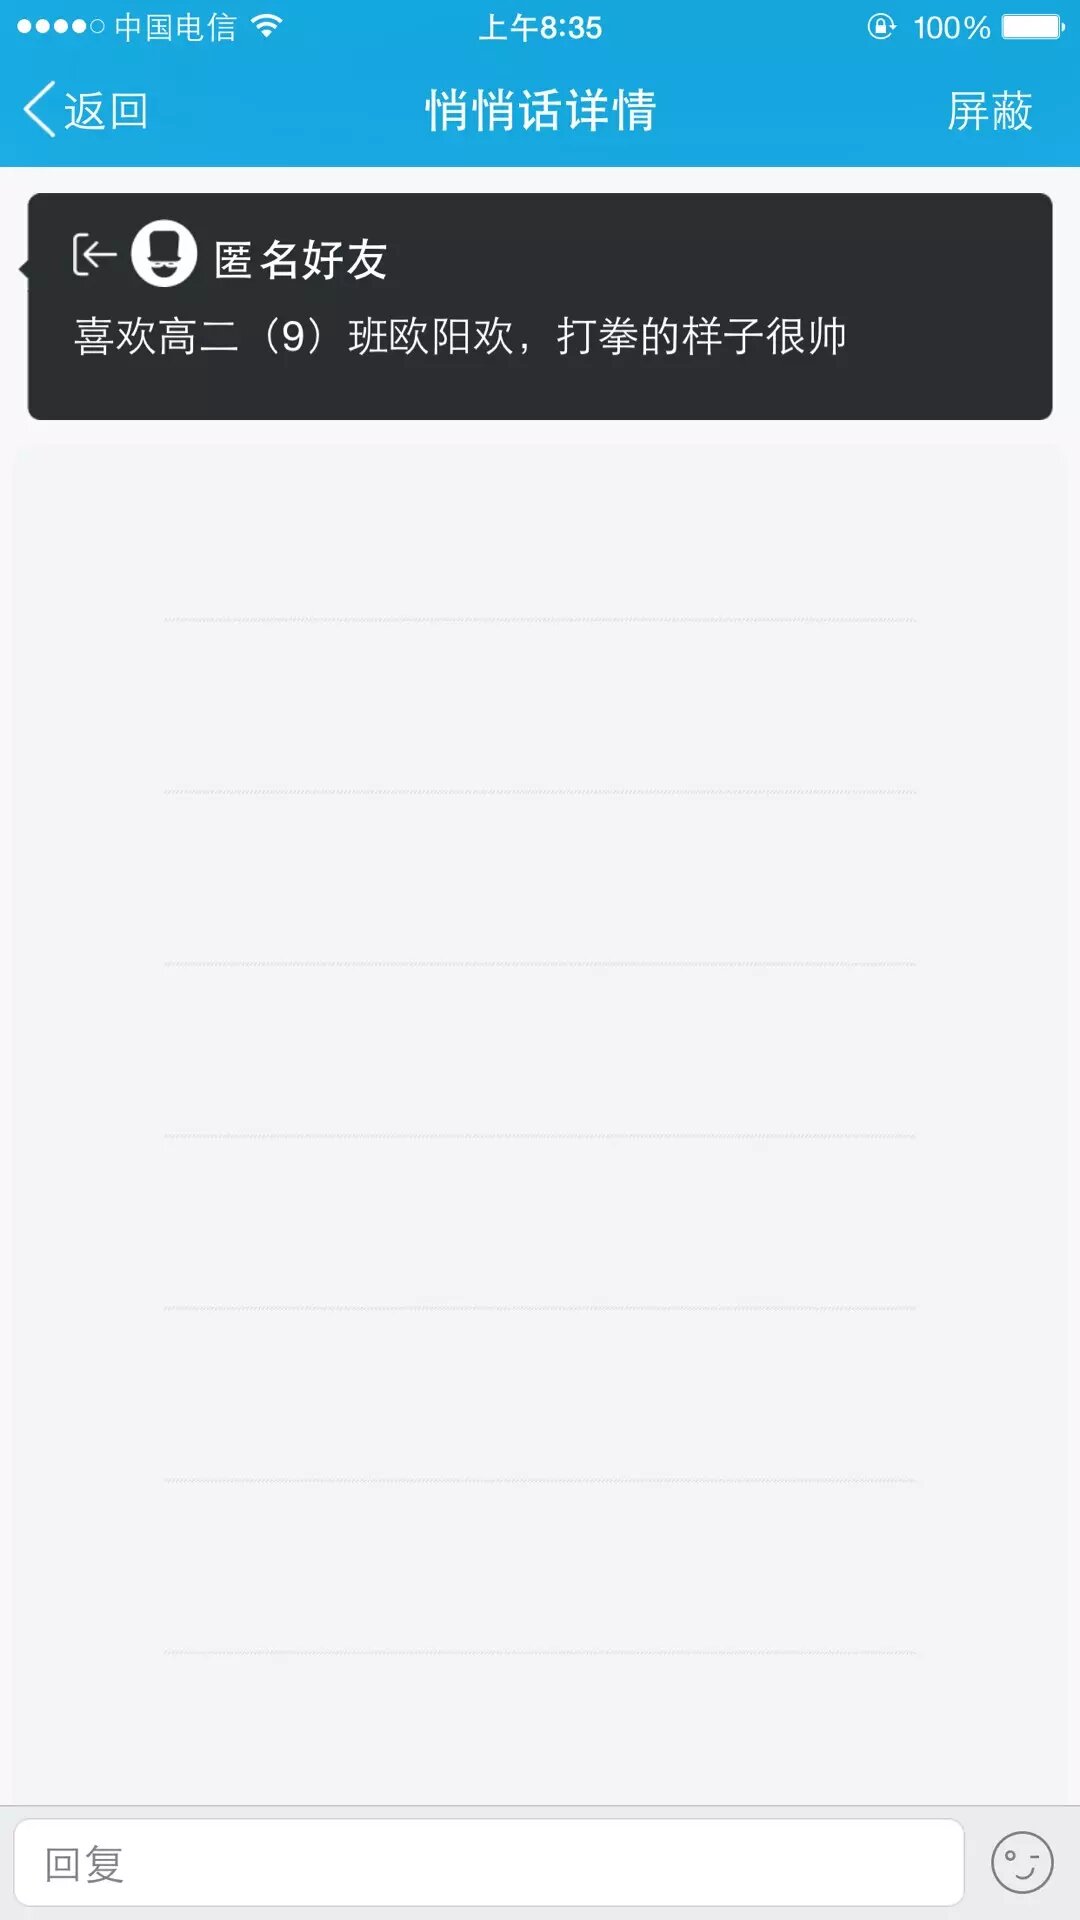 中国电信 上午8:35 100%
返回 悄悄话详情 屏蔽
匿名好友
喜欢高二（9）班欧阳欢，打拳的样子很帅
回复